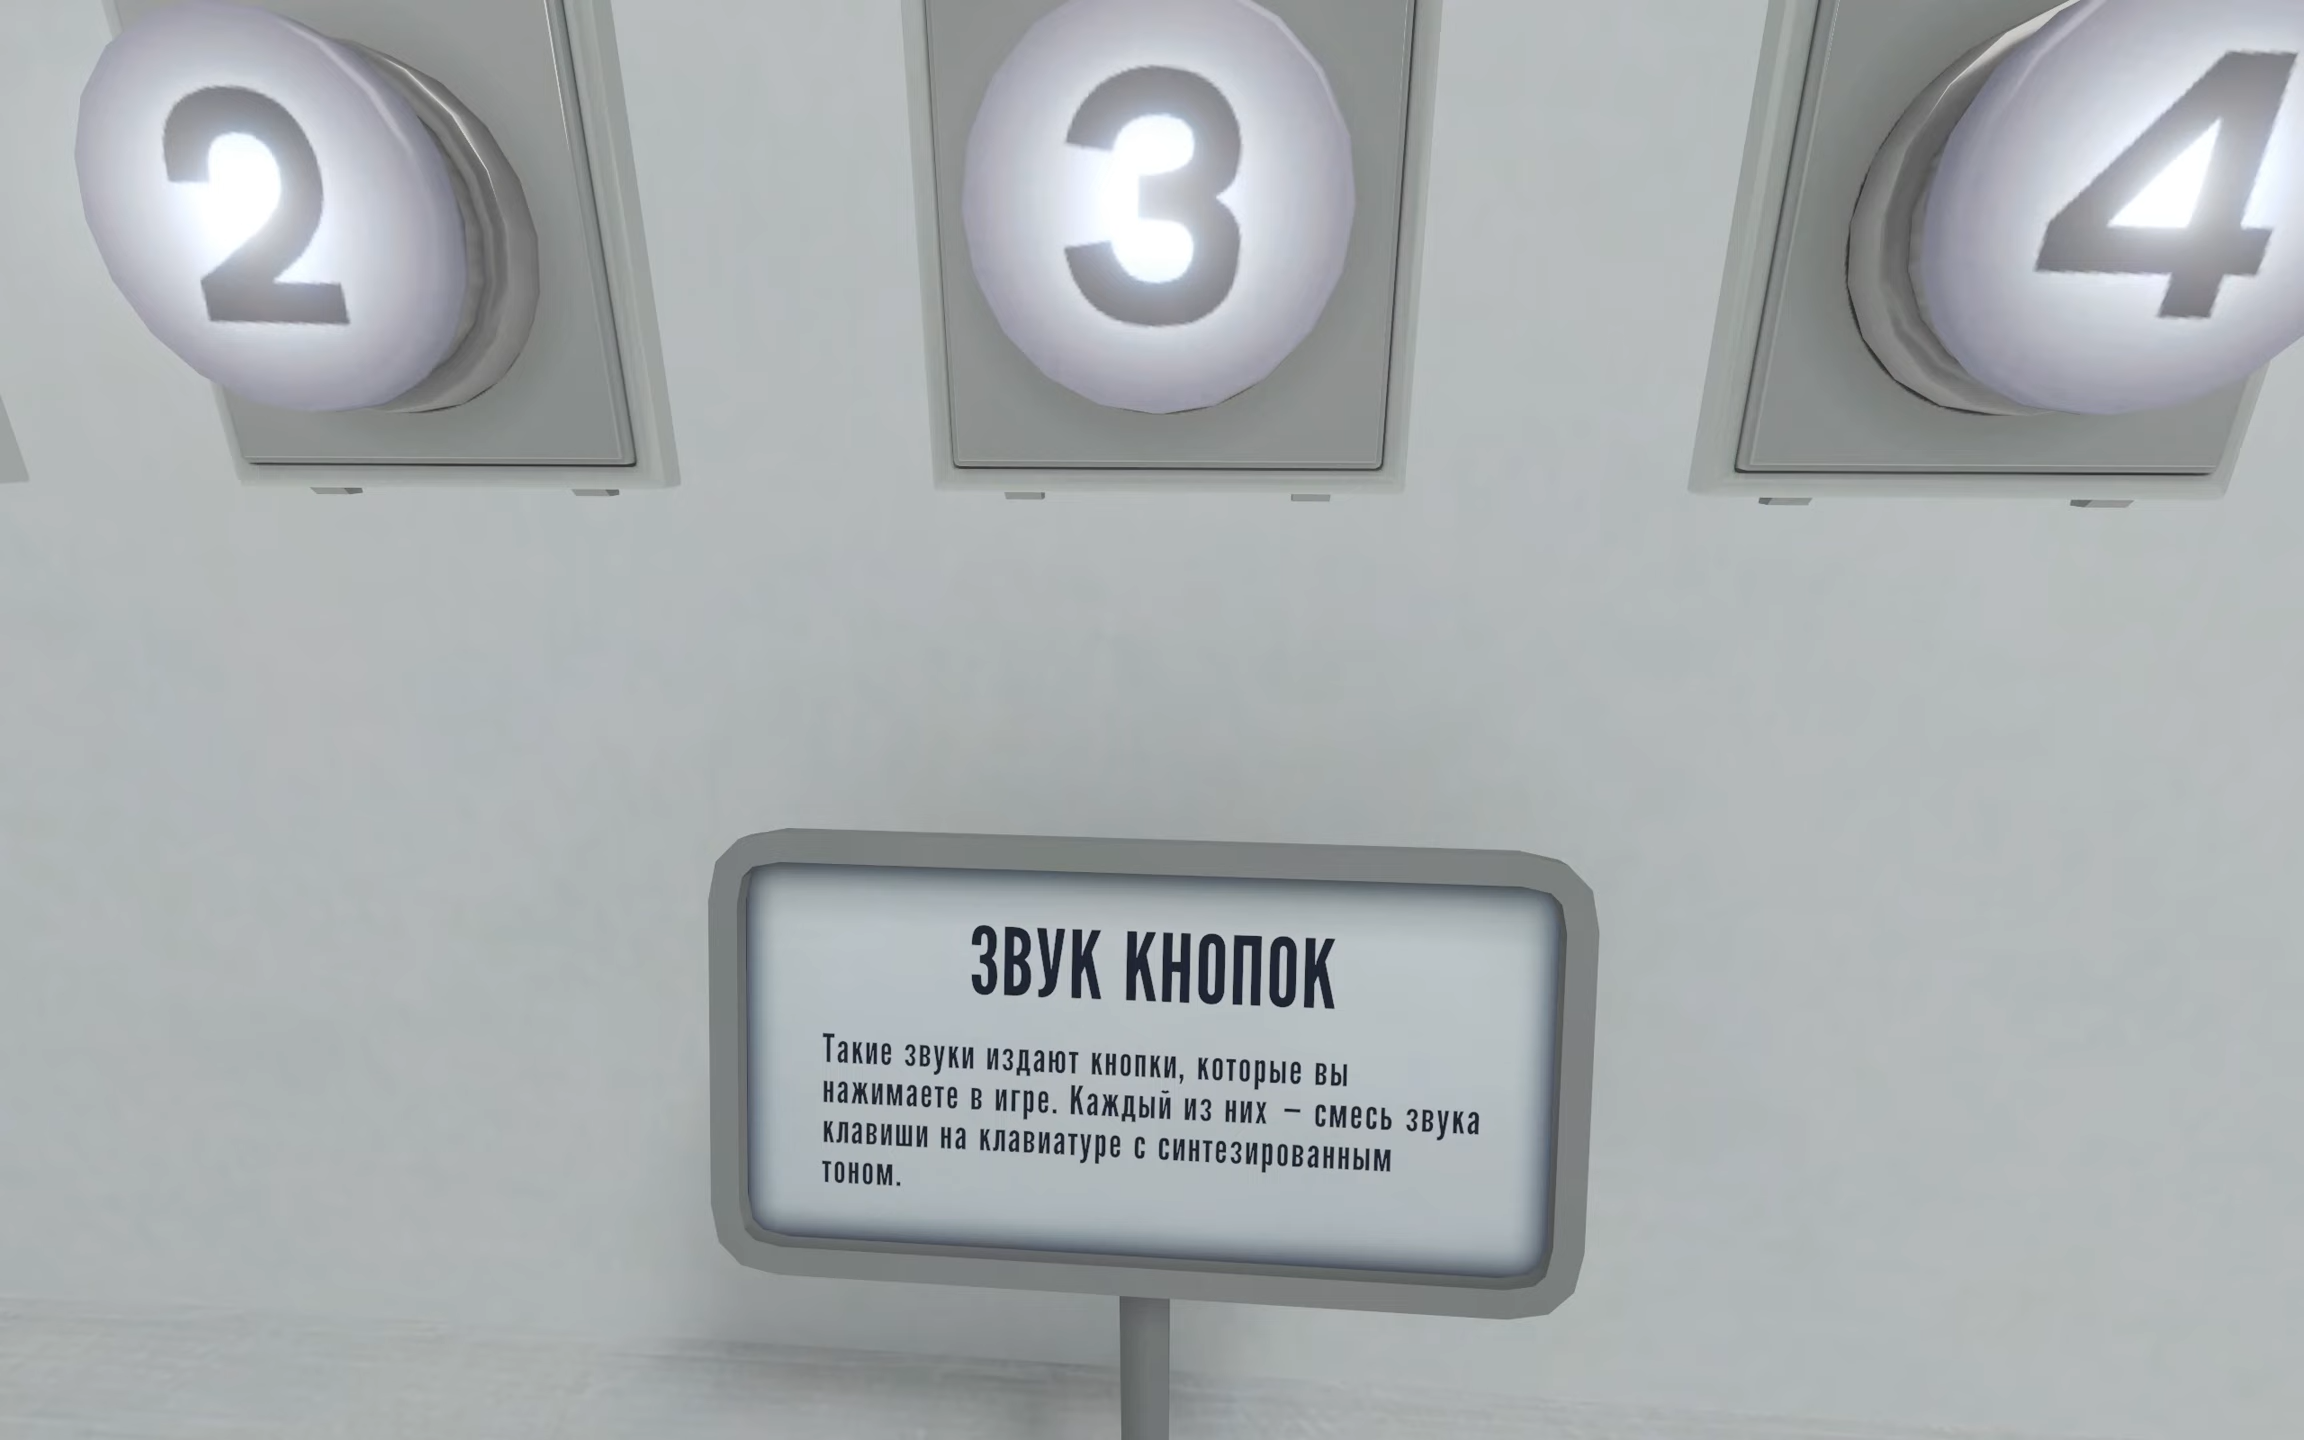 2 3 4
ЗВУК КНОПОК
Такие звуки издают кнопки, которые вы
нажимаете в игре. Каждый из них – смесь звука
клавиши на клавиатуре с синтезированным
тоном.